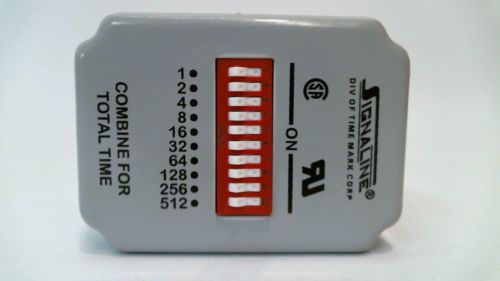 1
2
4
8
16
32
64
128
256
512
COMBINE FOR
TOTAL TIME
ON
SIGNALINE®
DIV OF TIME MARK CORP